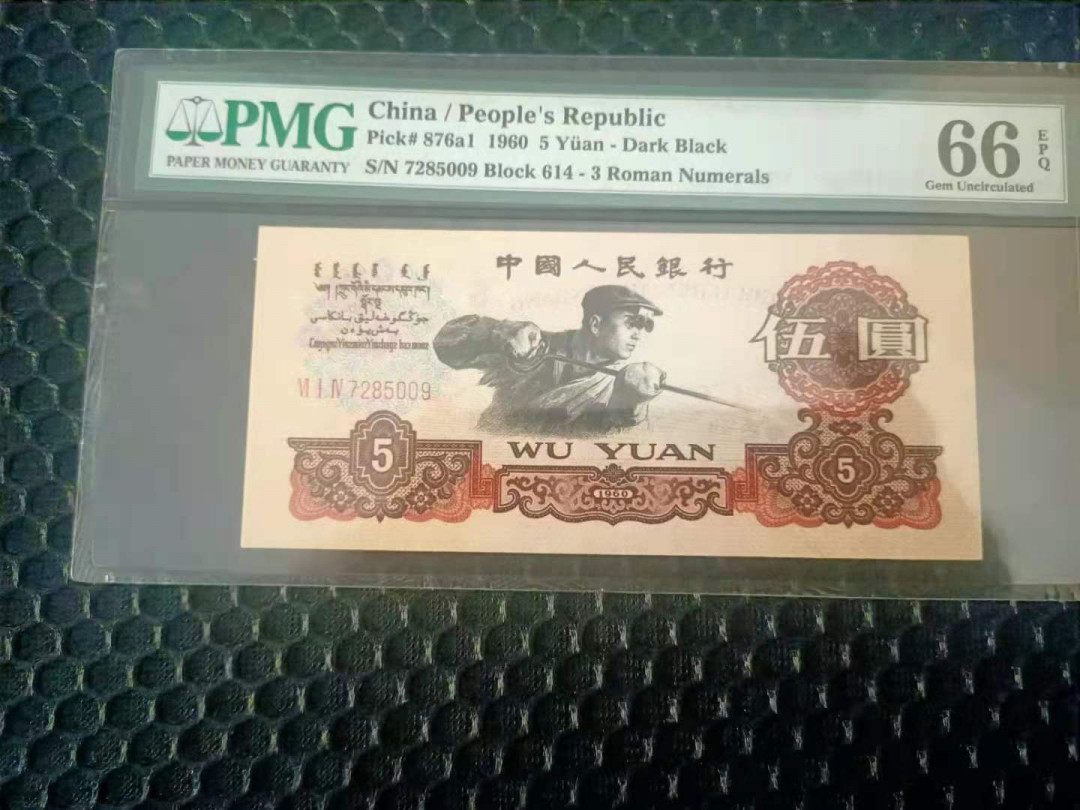 PMG
PAPER MONEY GUARANTY
China / People's Republic
Pick# 876a1 1960 5 Yüan - Dark Black
S/N 7285009 Block 614 - 3 Roman Numerals
66
EPQ
Gem Uncirculated
中國人民銀行
伍圓
VI I IV 7285009
5
WU YUAN
1960
5